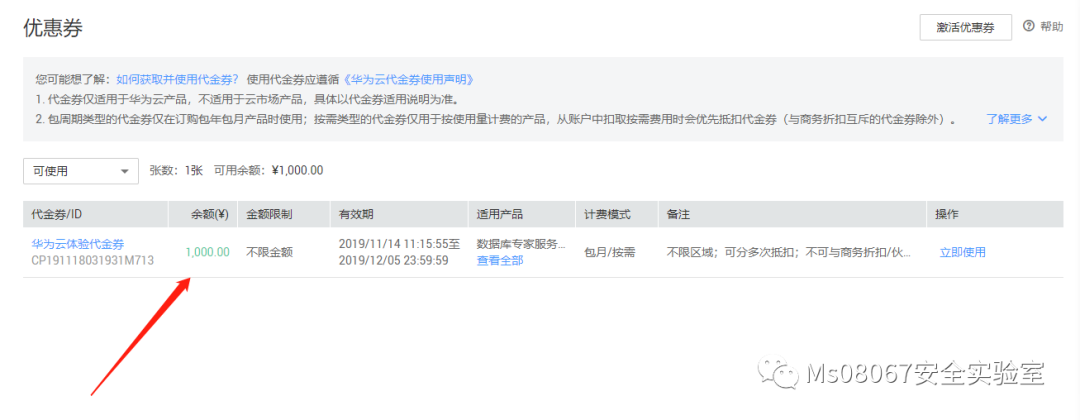 优惠券
激活优惠券 帮助
您可能想了解：如何获取并使用代金券? 使用代金券应遵循《华为云代金券使用声明》
1. 代金券仅适用于华为云产品，不适用于云市场产品，具体以代金券适用说明为准。
2. 包周期类型的代金券仅在订购包年包月产品时使用；按需类型的代金券仅用于按使用量计费的产品，从账户中扣取按需费用时会优先抵扣代金券（与商务折扣互斥的代金券除外）。 了解更多
可使用 张数：1张 可用余额：¥1,000.00
代金券/ID 余额(¥) 金额限制 有效期 适用产品 计费模式 备注 操作
华为云体验代金券 1,000.00 不限金额 2019/11/14 11:15:55至 数据库专家服务... 包月/按需 不限区域；可分多次抵扣；不可与商务折扣/伙... 立即使用
CP191118031931M713 2019/12/05 23:59:59 查看全部
Ms08067安全实验室